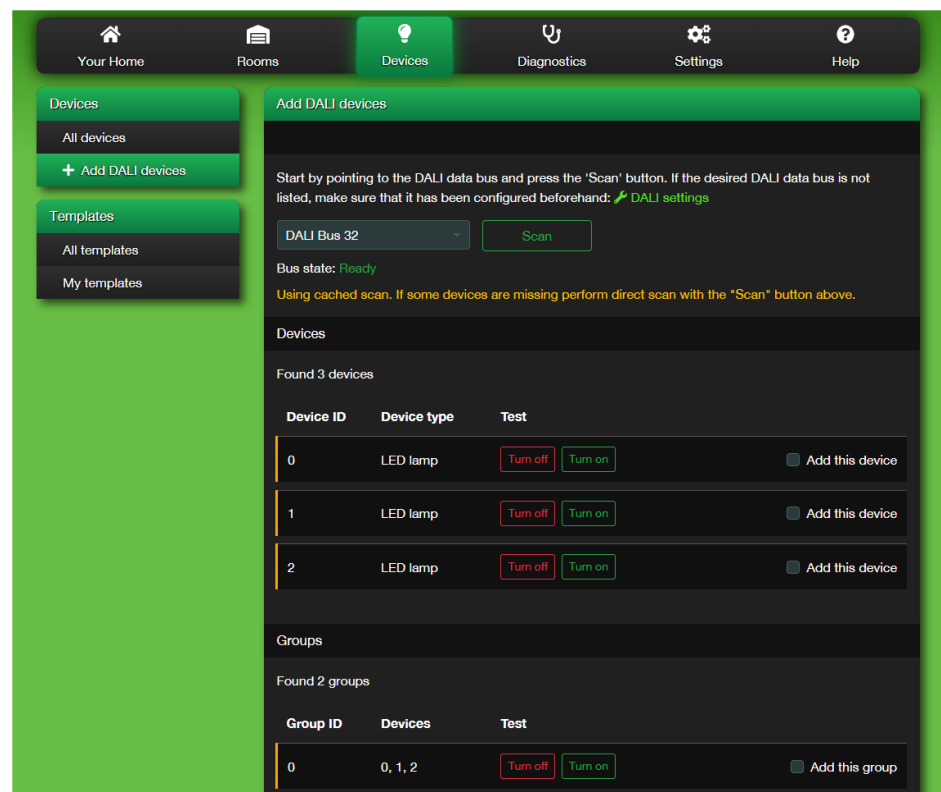 Your Home
Rooms
Devices
Diagnostics
Settings
Help
Devices
All devices
Add DALI devices
Templates
All templates
My templates
Add DALI devices
Start by pointing to the DALI data bus and press the 'Scan' button. If the desired DALI data bus is not
listed, make sure that it has been configured beforehand: DALI settings
DALI Bus 32
Scan
Bus state: Ready
Using cached scan. If some devices are missing perform direct scan with the "Scan" button above.
Devices
Found 3 devices
Device ID Device type Test
0 LED lamp Turn off Turn on Add this device
1 LED lamp Turn off Turn on Add this device
2 LED lamp Turn off Turn on Add this device
Groups
Found 2 groups
Group ID Devices Test
0 0, 1, 2 Turn off Turn on Add this group